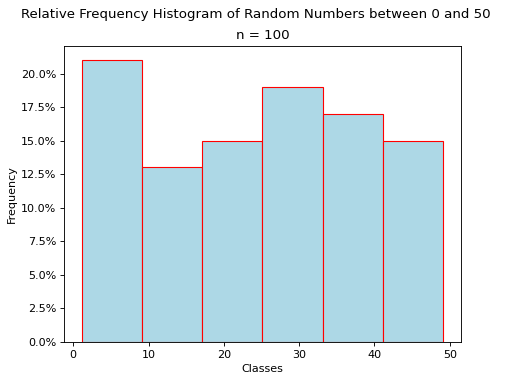 Relative Frequency Histogram of Random Numbers between 0 and 50
n = 100
20.0%
17.5%
15.0%
12.5%
10.0%
7.5%
5.0%
2.5%
0.0%
Frequency
0 10 20 30 40 50
Classes